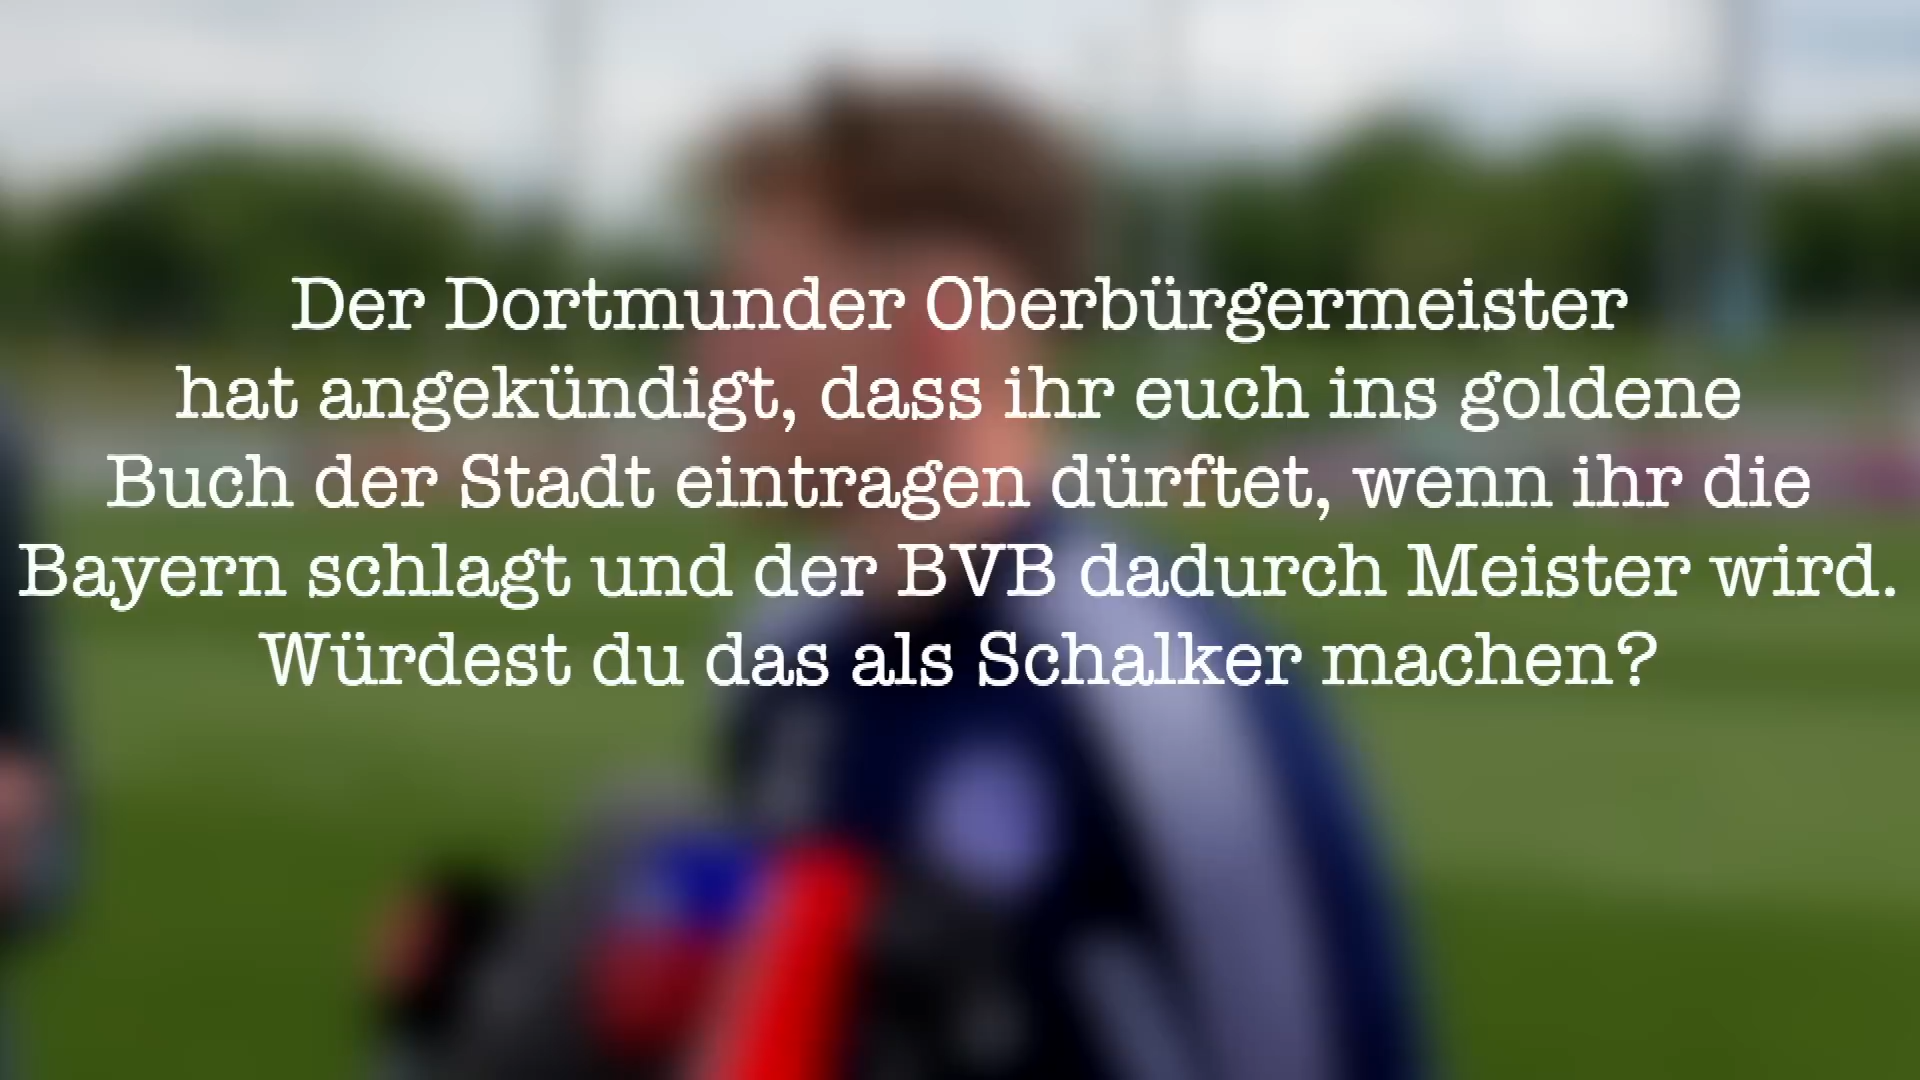 Der Dortmunder Oberbürgermeister
hat angekündigt, dass ihr euch ins goldene
Buch der Stadt eintragen dürftet, wenn ihr die
Bayern schlagt und der BVB dadurch Meister wird.
Würdest du das als Schalker machen?